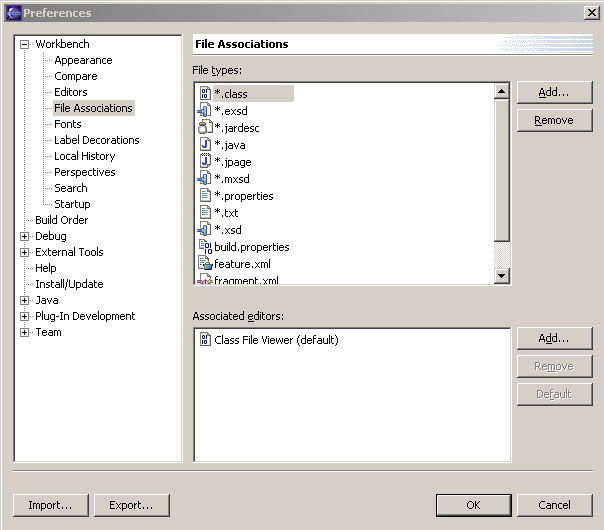 Preferences
Workbench
Appearance
Compare
Editors
File Associations
Fonts
Label Decorations
Local History
Perspectives
Search
Startup
Build Order
Debug
External Tools
Help
Install/Update
Java
Plug-In Development
Team
File Associations
File types:
*.class
*.exsd
*.jardesc
*.java
*.jpage
*.mxsd
*.properties
*.txt
*.xsd
build.properties
feature.xml
fragment.xml
Add...
Remove
Associated editors:
Class File Viewer (default)
Add...
Remove
Default
Import...
Export...
OK
Cancel